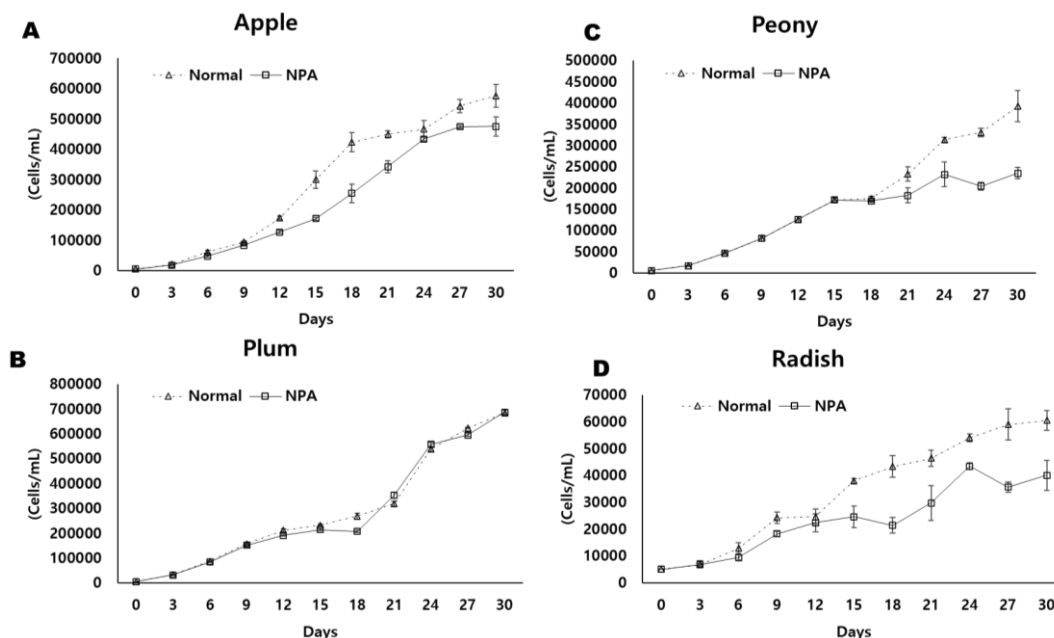 A
Apple
Normal
NPA
(Cells/mL)
700000
600000
500000
400000
300000
200000
100000
0
0 3 6 9 12 15 18 21 24 27 30
Days
B
Plum
Normal
NPA
(Cells/mL)
800000
700000
600000
500000
400000
300000
200000
100000
0
0 3 6 9 12 15 18 21 24 27 30
Days
C
Peony
Normal
NPA
(Cells/mL)
500000
450000
400000
350000
300000
250000
200000
150000
100000
50000
0
0 3 6 9 12 15 18 21 24 27 30
Days
D
Radish
Normal
NPA
(Cells/mL)
70000
60000
50000
40000
30000
20000
10000
0
0 3 6 9 12 15 18 21 24 27 30
Days